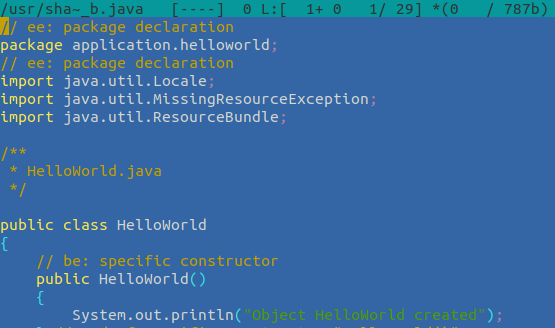 /usr/sha~_b.java   [----]  0 L:[  1+ 0   1/ 29] *(0   / 787b)
// ee: package declaration
package application.helloworld;
// ee: package declaration
import java.util.Locale;
import java.util.MissingResourceException;
import java.util.ResourceBundle;
/**
 * HelloWorld.java
 */
public class HelloWorld
{
    // be: specific constructor
    public HelloWorld()
    {
        System.out.println("Object HelloWorld created");